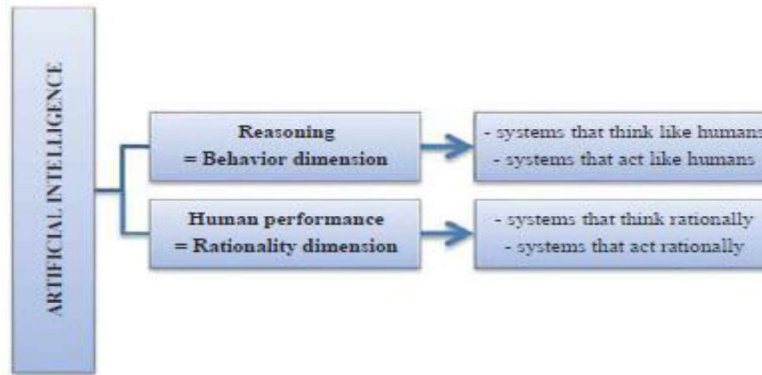 ARTIFICIAL INTELLIGENCE
Reasoning
= Behavior dimension
- systems that think like humans
- systems that act like humans
Human performance
= Rationality dimension
- systems that think rationally
- systems that act rationally